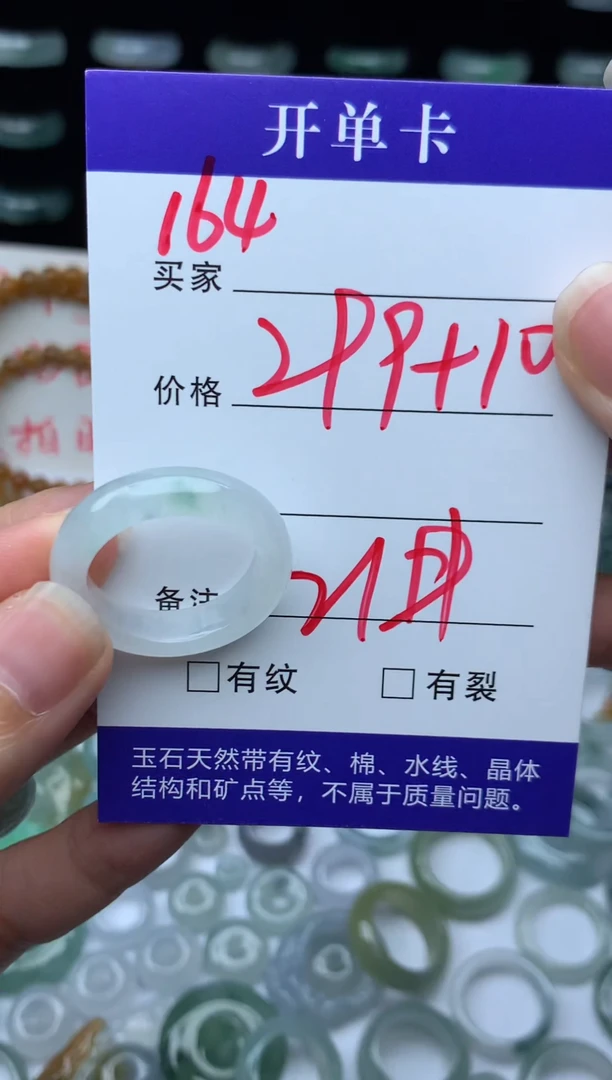 开单卡
164
买家
299+10
价格
备注
21
有纹
有裂
玉石天然带有纹、棉、水线、晶体
结构和矿点等，不属于质量问题。